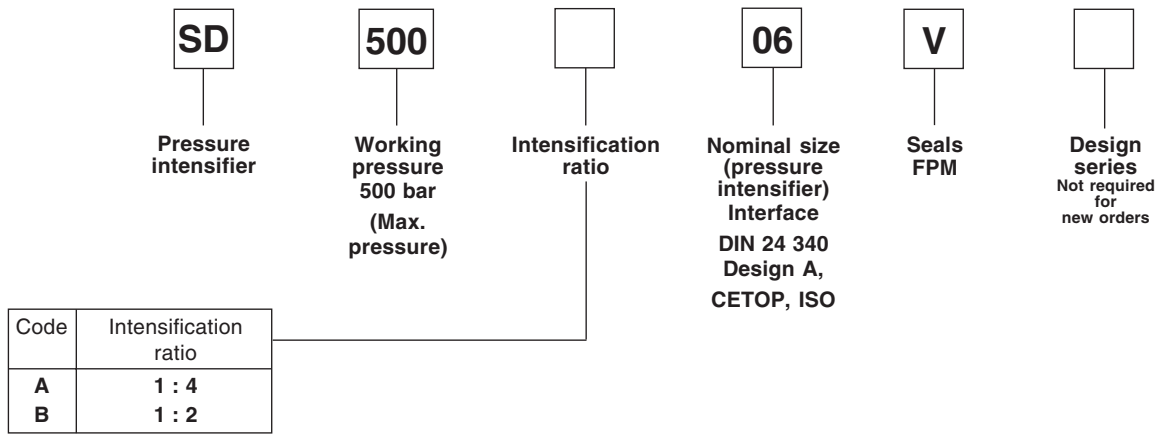 SD
500
06
V
Pressure
intensifier
Working
pressure
500 bar
(Max.
pressure)
Intensification
ratio
Nominal size
(pressure
intensifier)
Interface
DIN 24 340
Design A,
CETOP, ISO
Seals
FPM
Design
series
Not required
for
new orders
Code Intensification
ratio
A 1 : 4
B 1 : 2